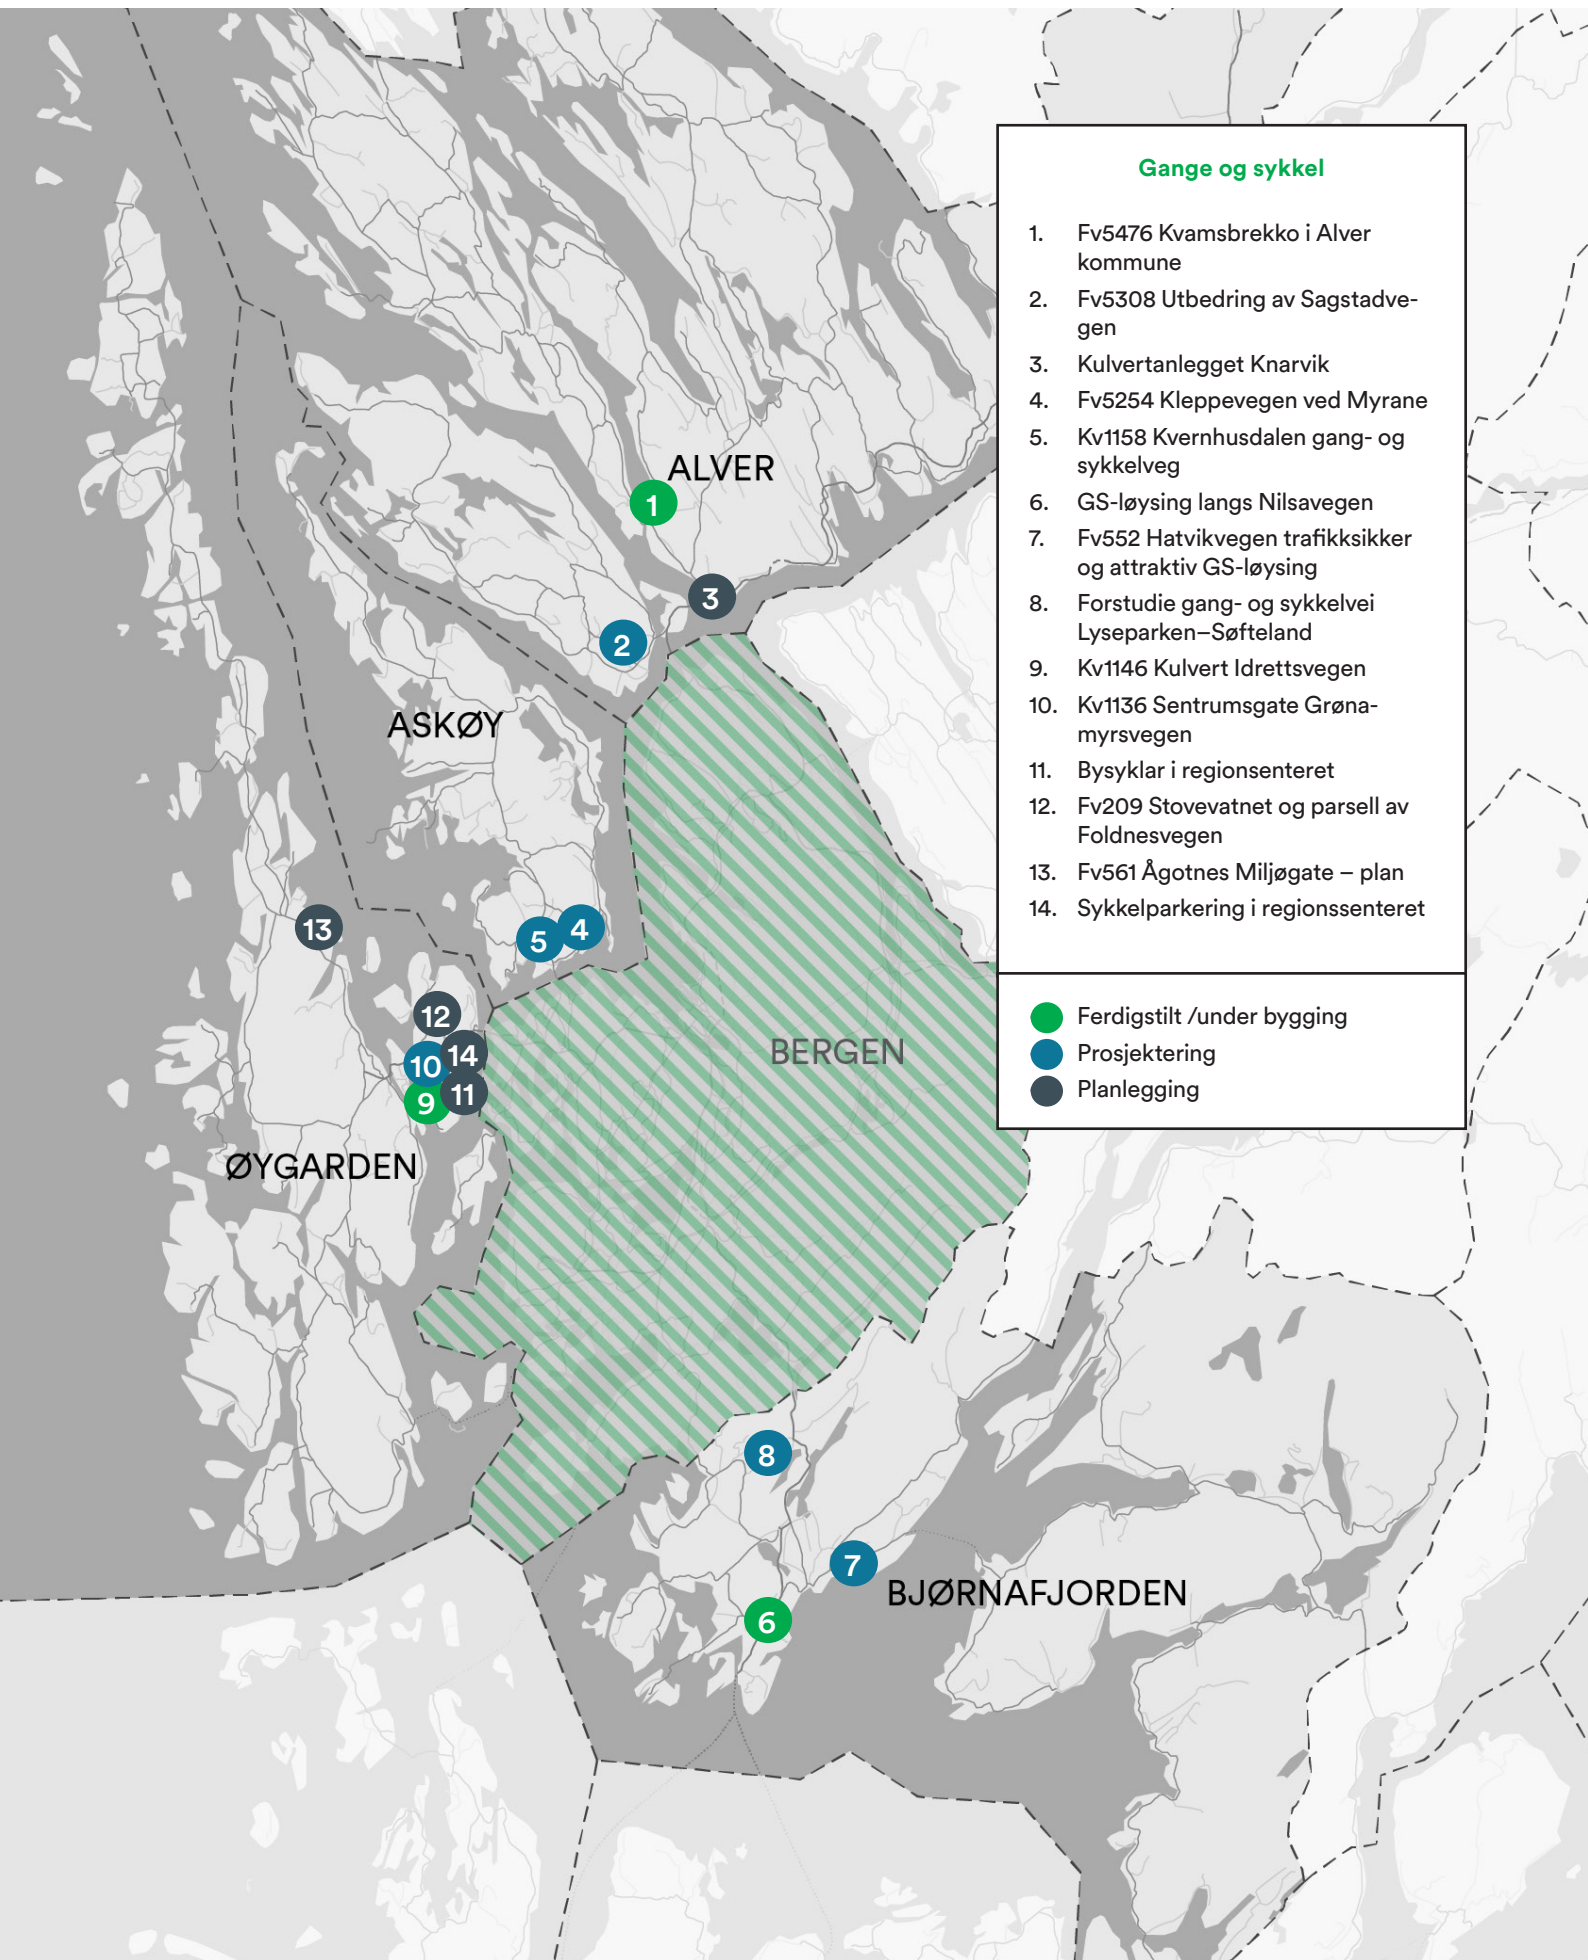 Gange og sykkel
1. Fv5476 Kvamsbrekko i Alver
kommune
2. Fv5308 Utbedring av Sagstadve-
gen
3. Kulvertanlegget Knarvik
4. Fv5254 Kleppevegen ved Myrane
5. Kv1158 Kvernhusdalen gang- og
sykkelveg
6. GS-løysing langs Nilsavegen
7. Fv552 Hatvikvegen trafikksikker
og attraktiv GS-løysing
8. Forstudie gang- og sykkelvei
Lyseparken–Søfteland
9. Kv1146 Kulvert Idrettsvegen
10. Kv1136 Sentrumsgate Grøna-
myrsvegen
11. Bysyklar i regionsenteret
12. Fv209 Stovevatnet og parsell av
Foldnesvegen
13. Fv561 Ågotnes Miljøgate – plan
14. Sykkelparkering i regionssenteret
Ferdigstilt /under bygging
Prosjektering
Planlegging
ALVER
1
3
2
ASKØY
13
5
4
12
10
14
9
11
BERGEN
ØYGARDEN
8
7
BJØRNAFJORDEN
6